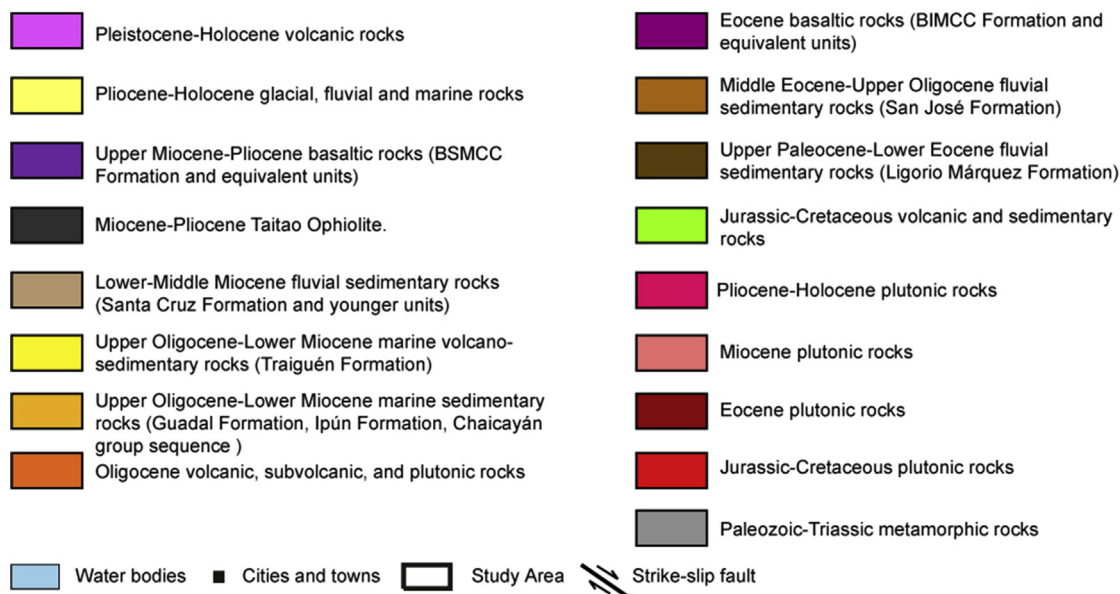 Pleistocene-Holocene volcanic rocks
Pliocene-Holocene glacial, fluvial and marine rocks
Upper Miocene-Pliocene basaltic rocks (BSMCC
Formation and equivalent units)
Miocene-Pliocene Taitao Ophiolite.
Lower-Middle Miocene fluvial sedimentary rocks
(Santa Cruz Formation and younger units)
Upper Oligocene-Lower Miocene marine volcano-
sedimentary rocks (Traiguén Formation)
Upper Oligocene-Lower Miocene marine sedimentary
rocks (Guadal Formation, Ipún Formation, Chaicayán
group sequence )
Oligocene volcanic, subvolcanic, and plutonic rocks
Eocene basaltic rocks (BIMCC Formation and
equivalent units)
Middle Eocene-Upper Oligocene fluvial
sedimentary rocks (San José Formation)
Upper Paleocene-Lower Eocene fluvial
sedimentary rocks (Ligorio Márquez Formation)
Jurassic-Cretaceous volcanic and sedimentary
rocks
Pliocene-Holocene plutonic rocks
Miocene plutonic rocks
Eocene plutonic rocks
Jurassic-Cretaceous plutonic rocks
Paleozoic-Triassic metamorphic rocks
Water bodies
Cities and towns
Study Area
Strike-slip fault